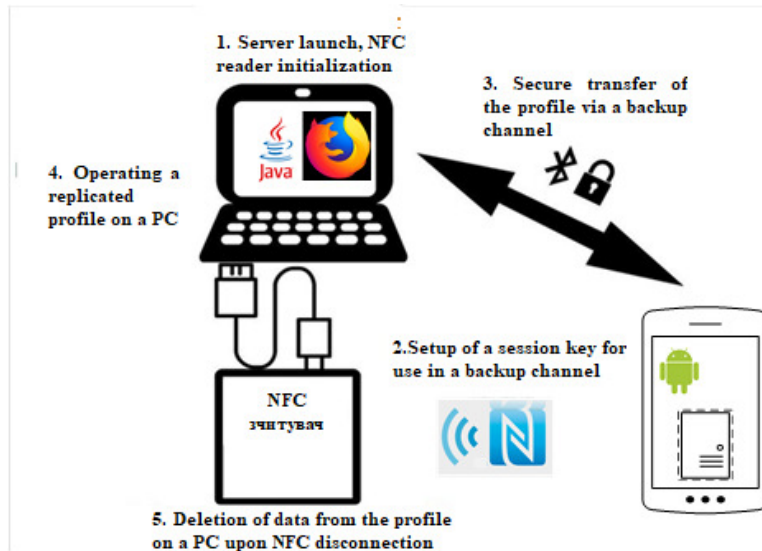 1. Server launch, NFC
reader initialization
3. Secure transfer of
the profile via a backup
channel
Java
4. Operating a
replicated
profile on a PC
2.Setup of a session key for
use in a backup channel
NFC
зчитувач
5. Deletion of data from the profile
on a PC upon NFC disconnection